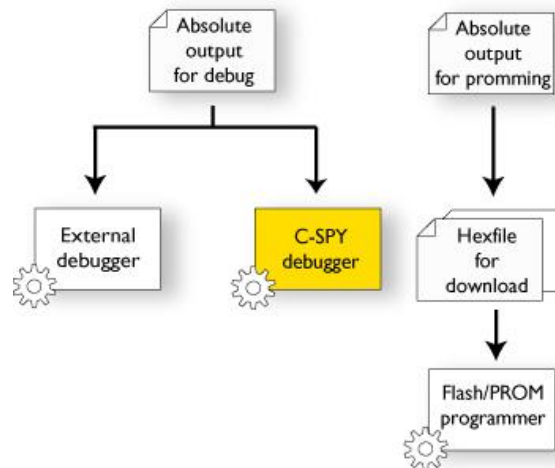 Absolute
output
for debug
Absolute
output
for promming
External
debugger
C-SPY
debugger
Hexfile
for
download
Flash/PROM
programmer